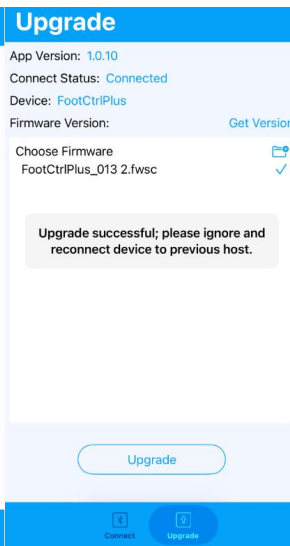 Upgrade
App Version: 1.0.10
Connect Status: Connected
Device: FootCtrlPlus
Firmware Version: Get Version
Choose Firmware
FootCtrlPlus_013 2.fwsc
Upgrade successful; please ignore and
reconnect device to previous host.
Upgrade
Connect Upgrade